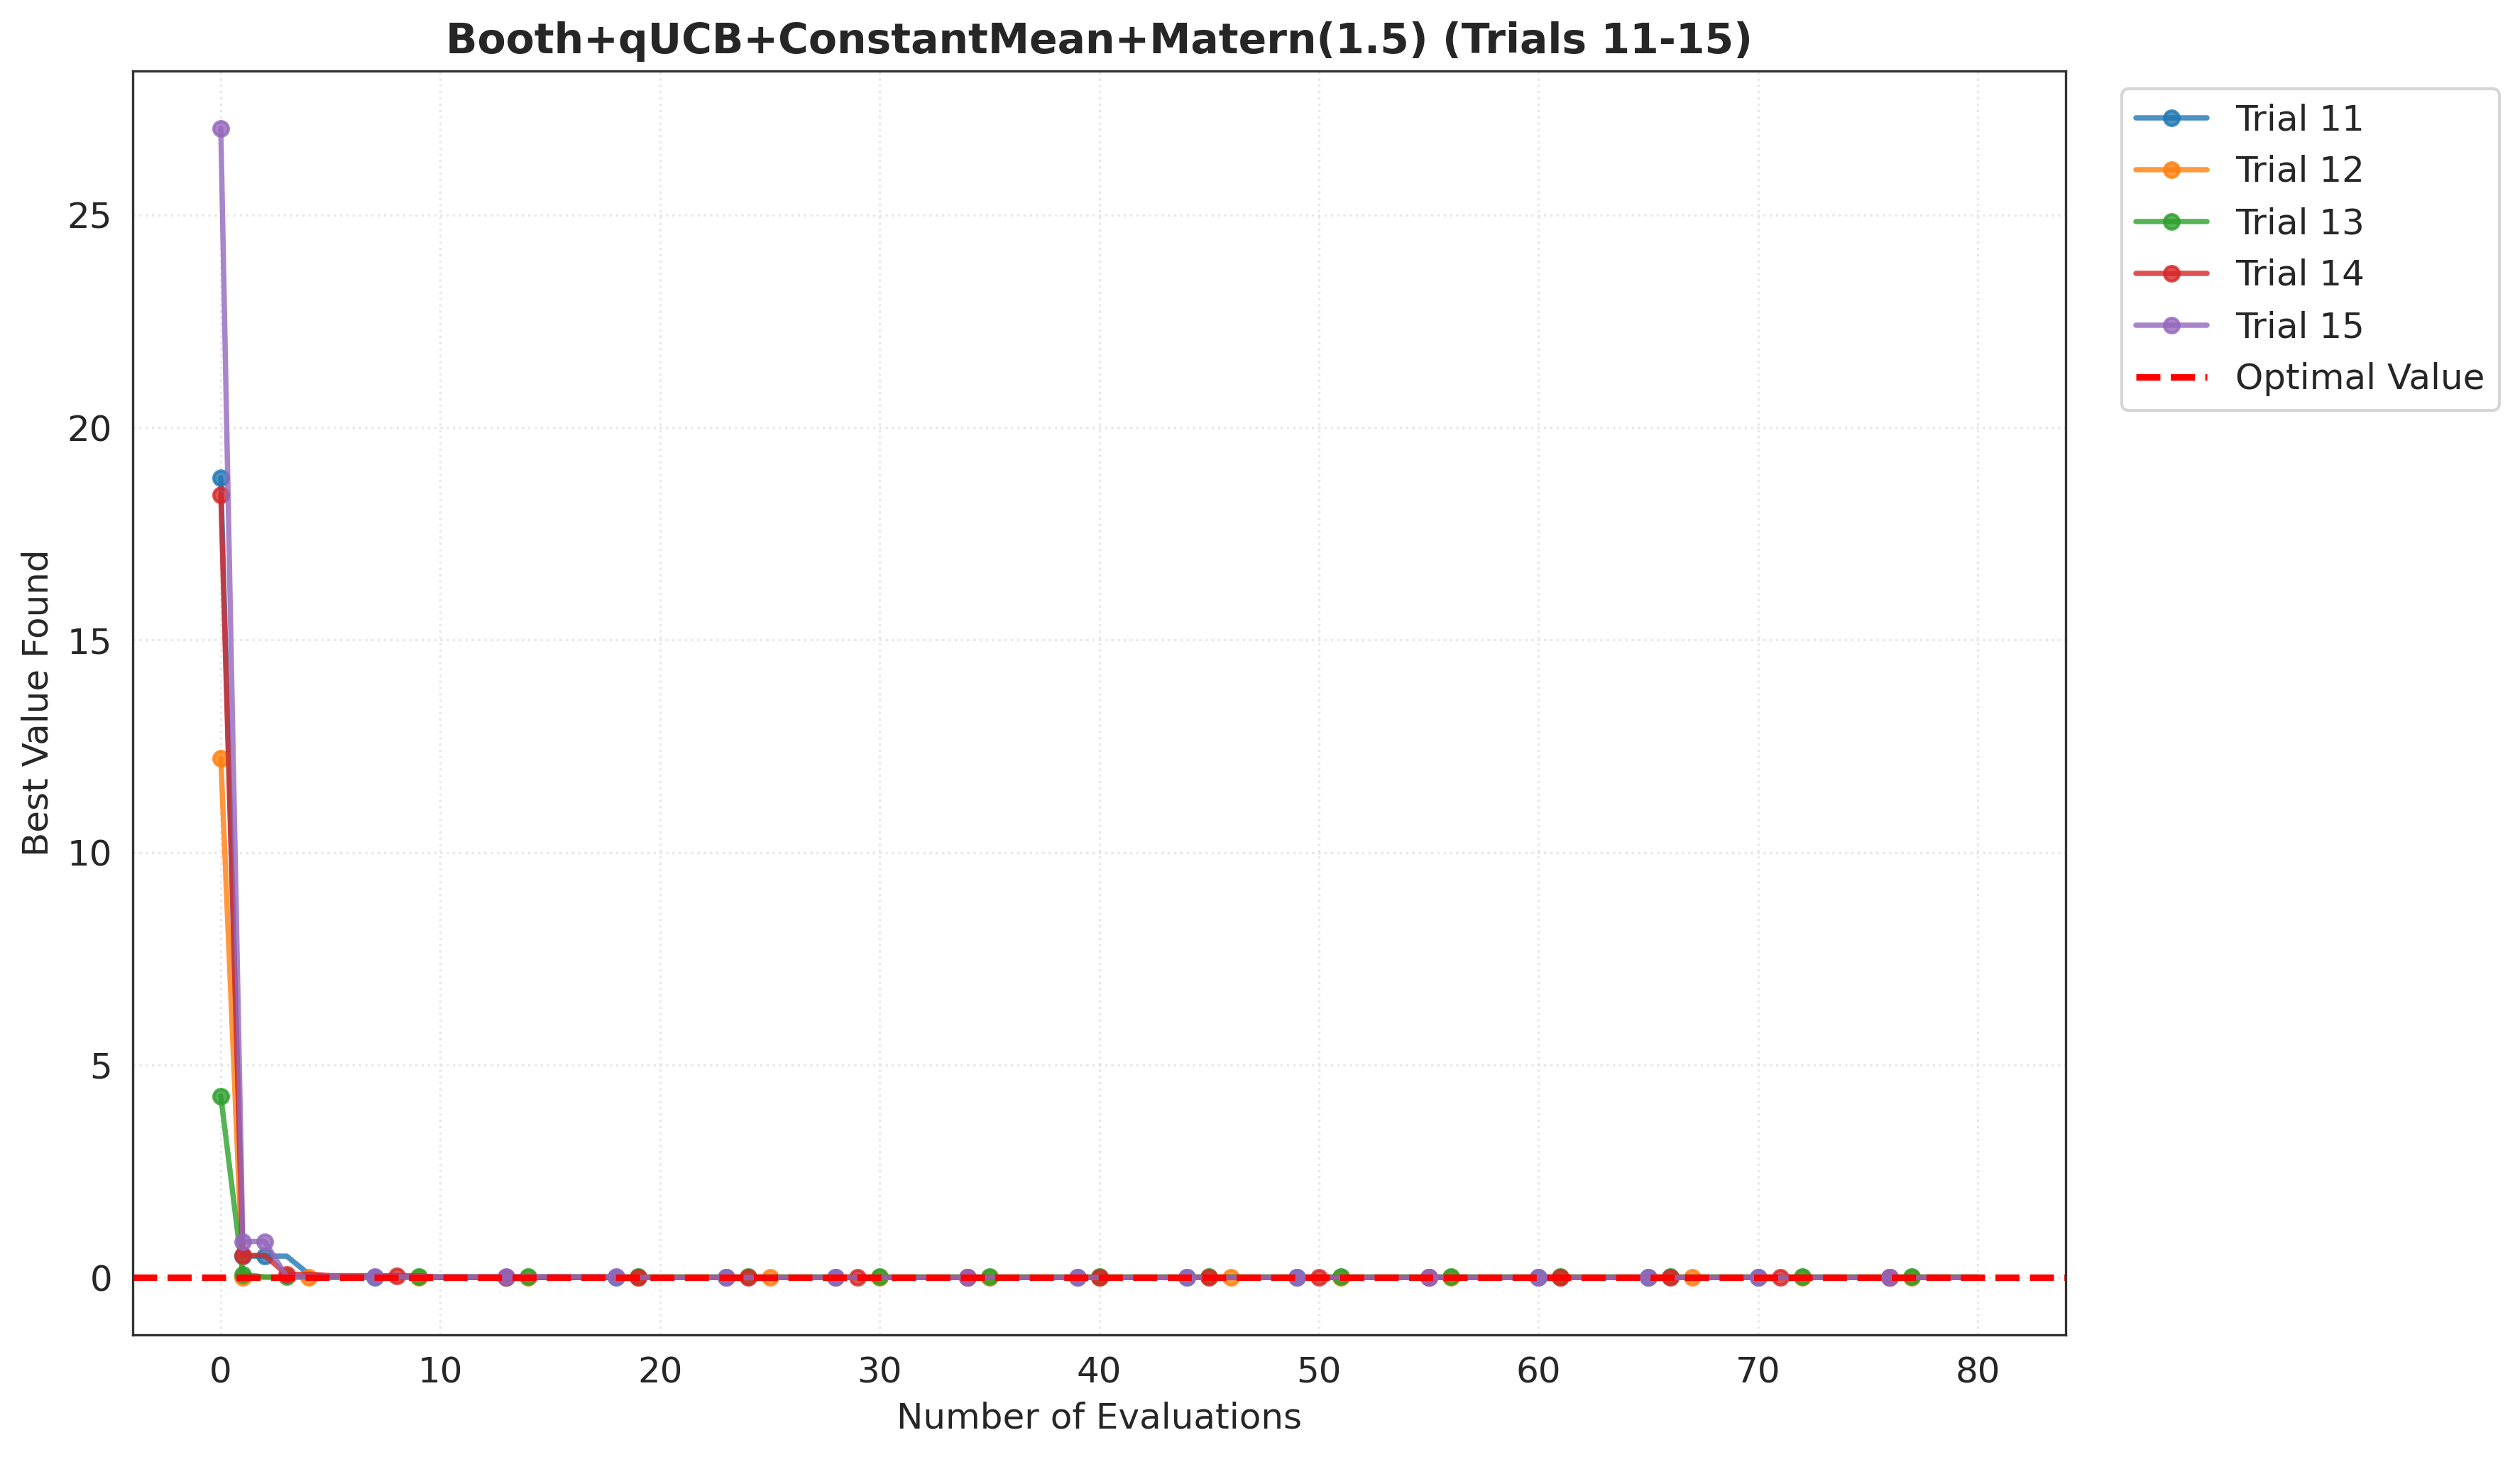 Booth+qUCB+ConstantMean+Matern(1.5) (Trials 11-15)
Best Value Found
25
20
15
10
5
0
0 10 20 30 40 50 60 70 80
Number of Evaluations
Trial 11
Trial 12
Trial 13
Trial 14
Trial 15
Optimal Value